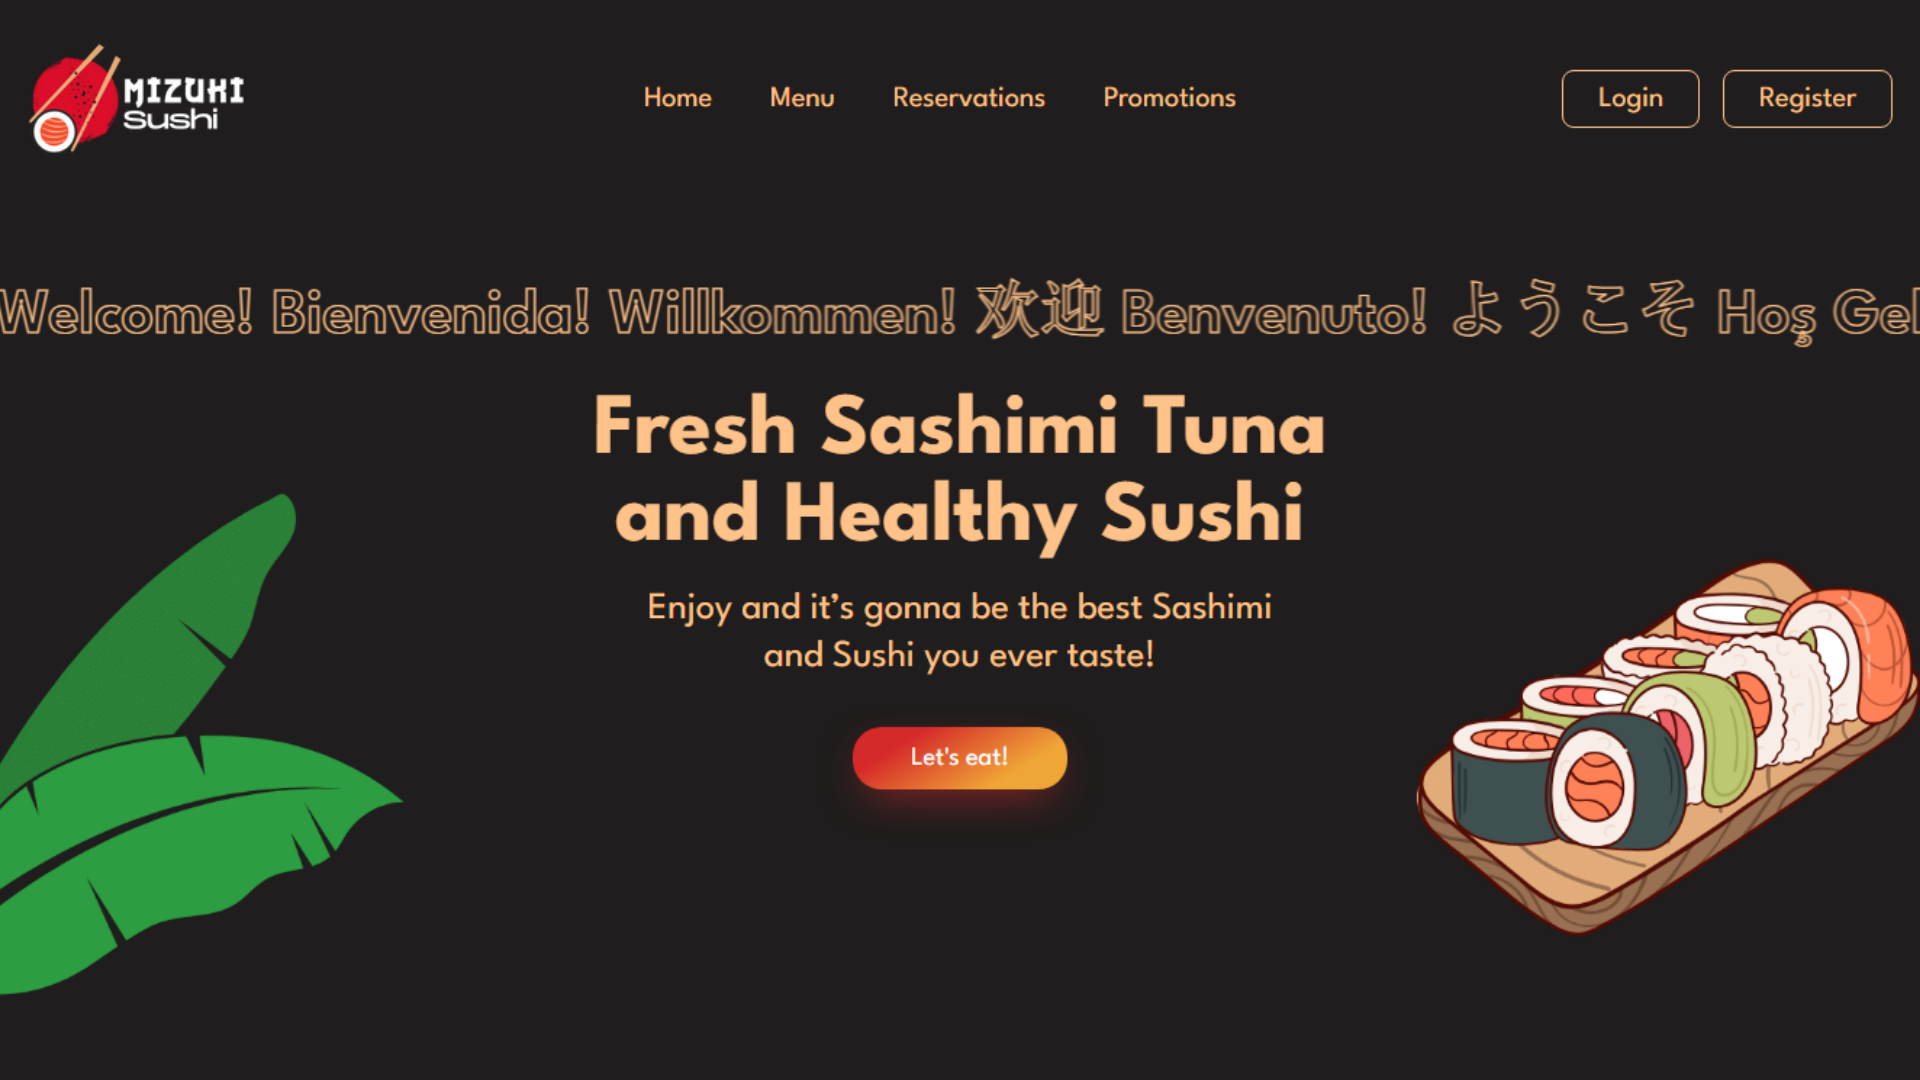 MIZUKI
Sushi
Home Menu Reservations Promotions
Login Register
Welcome! Bienvenida! Willkommen! 欢迎 Benvenuto! ようこそ Hoş Gel
Fresh Sashimi Tuna
and Healthy Sushi
Enjoy and it’s gonna be the best Sashimi
and Sushi you ever taste!
Let's eat!